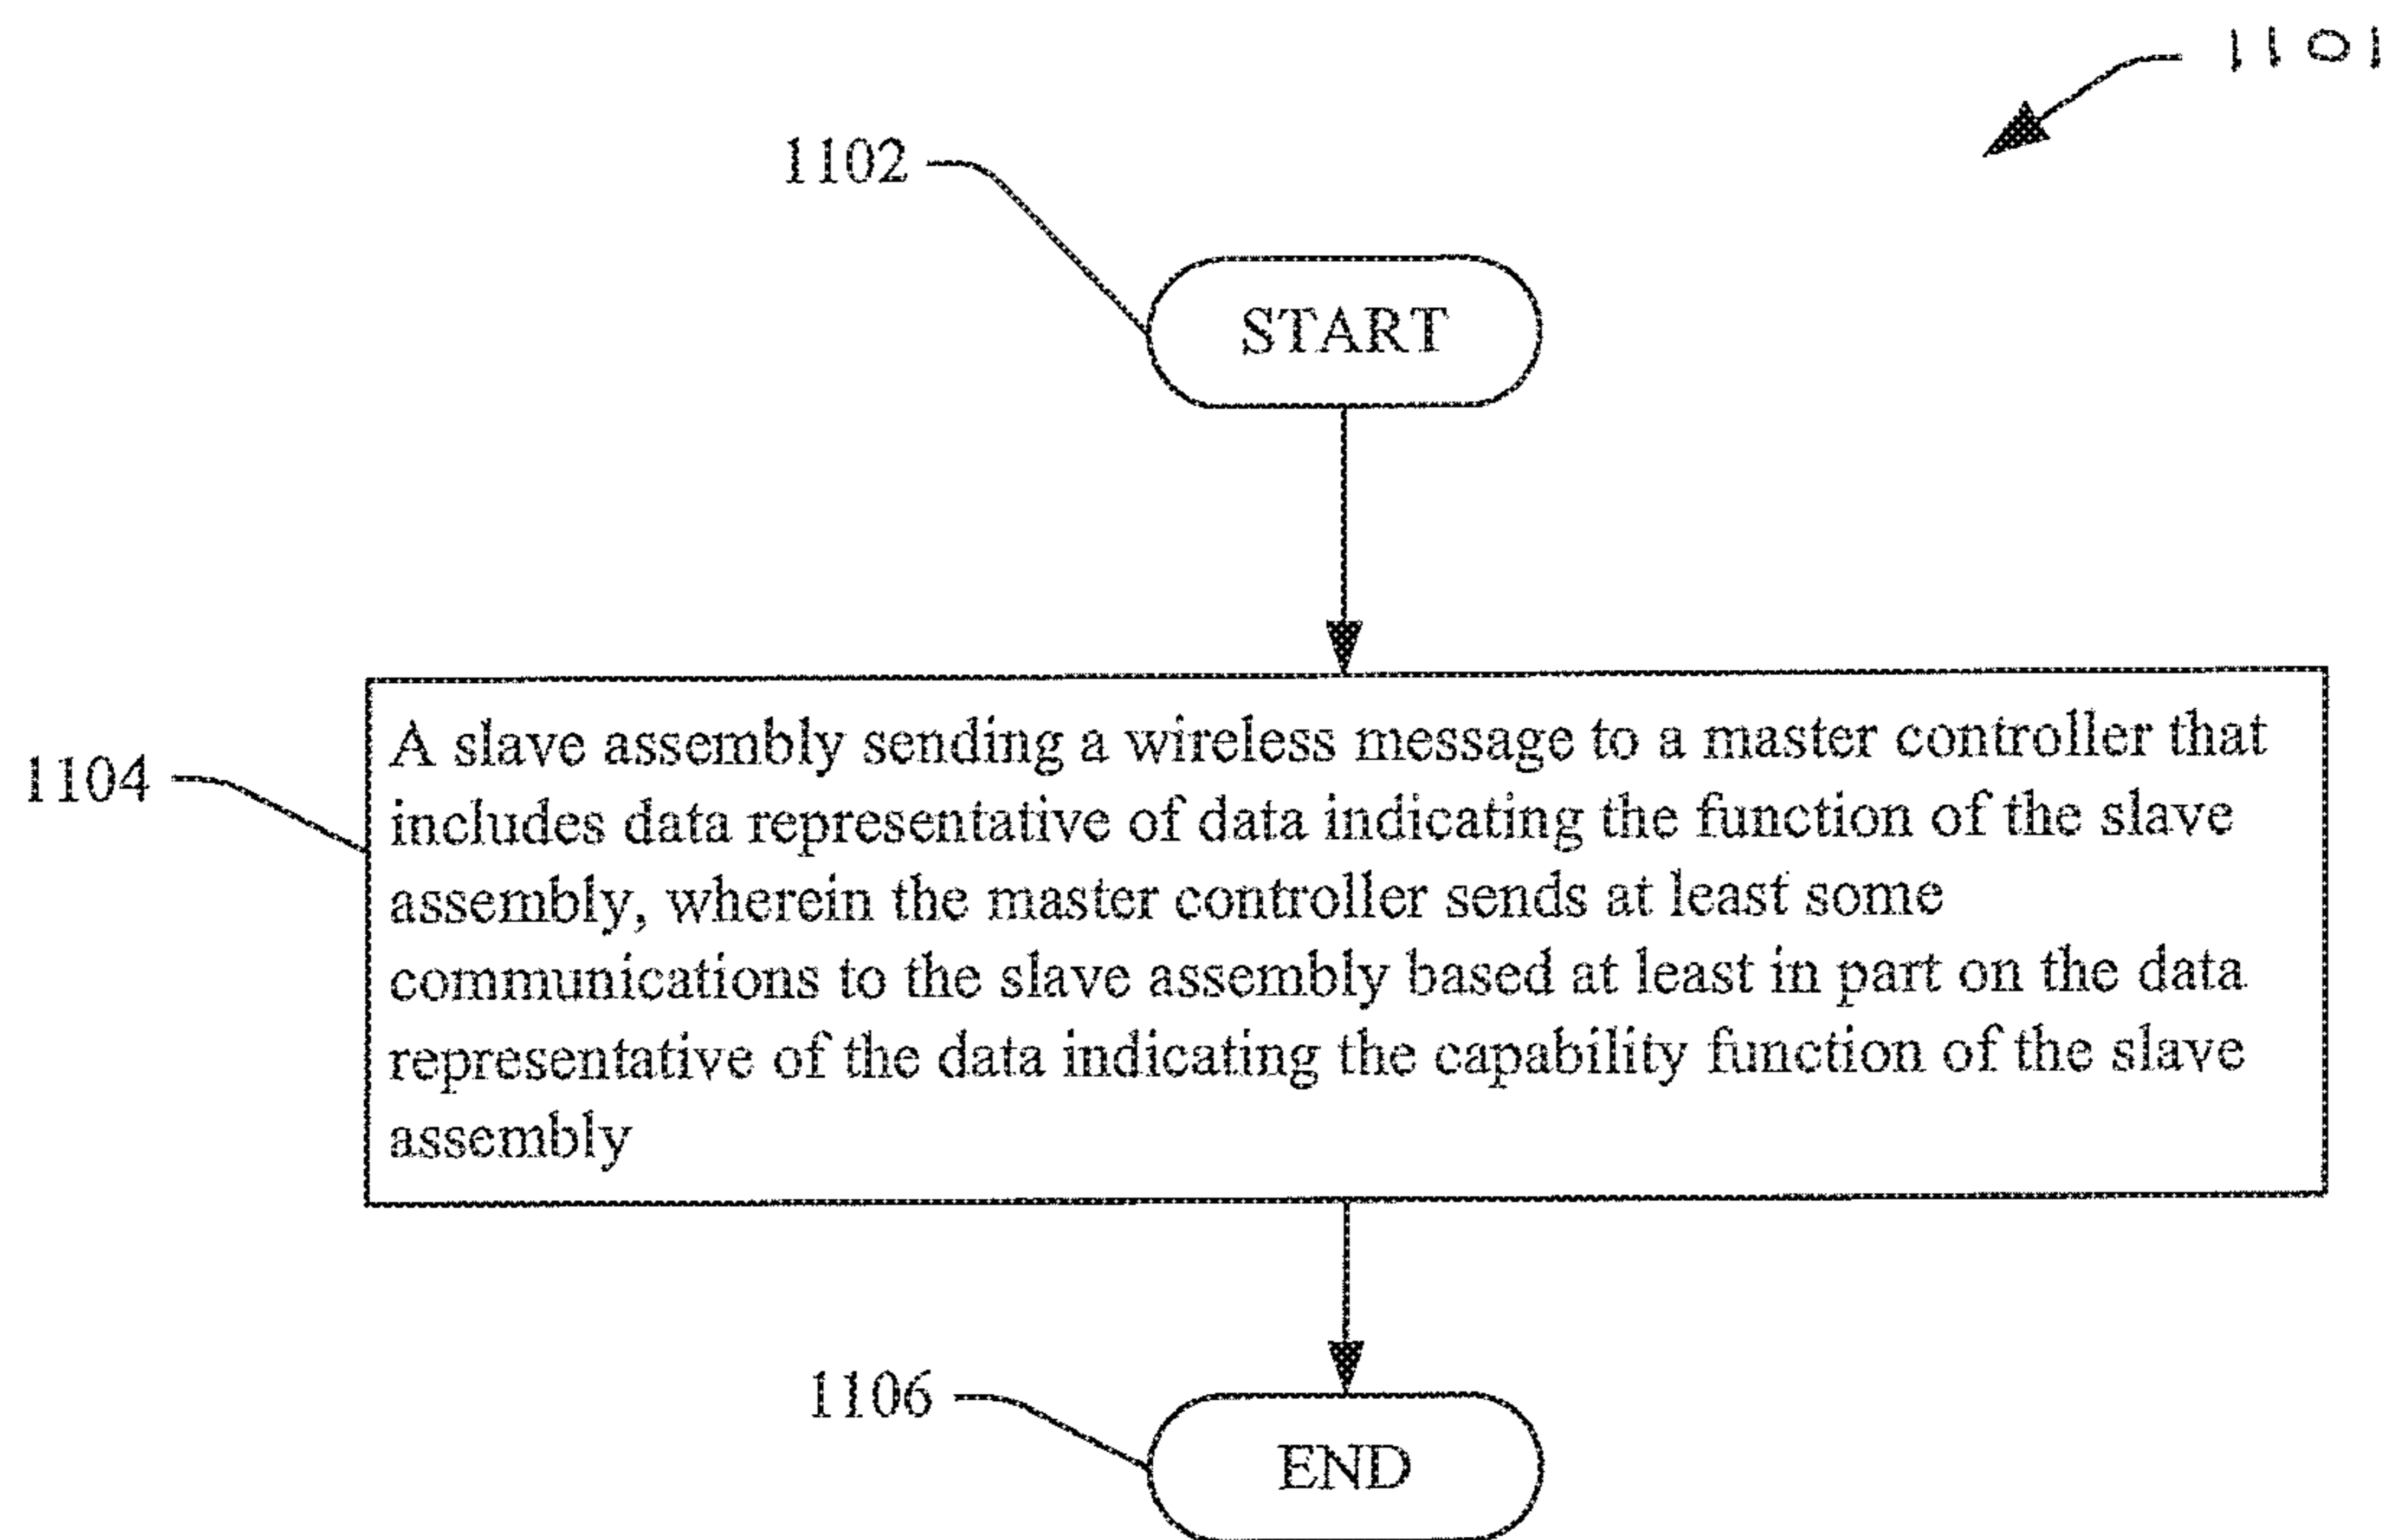 1101
1102
START
1104
A slave assembly sending a wireless message to a master controller that
includes data representative of data indicating the function of the slave
assembly, wherein the master controller sends at least some
communications to the slave assembly based at least in part on the data
representative of the data indicating the capability function of the slave
assembly
1106
END